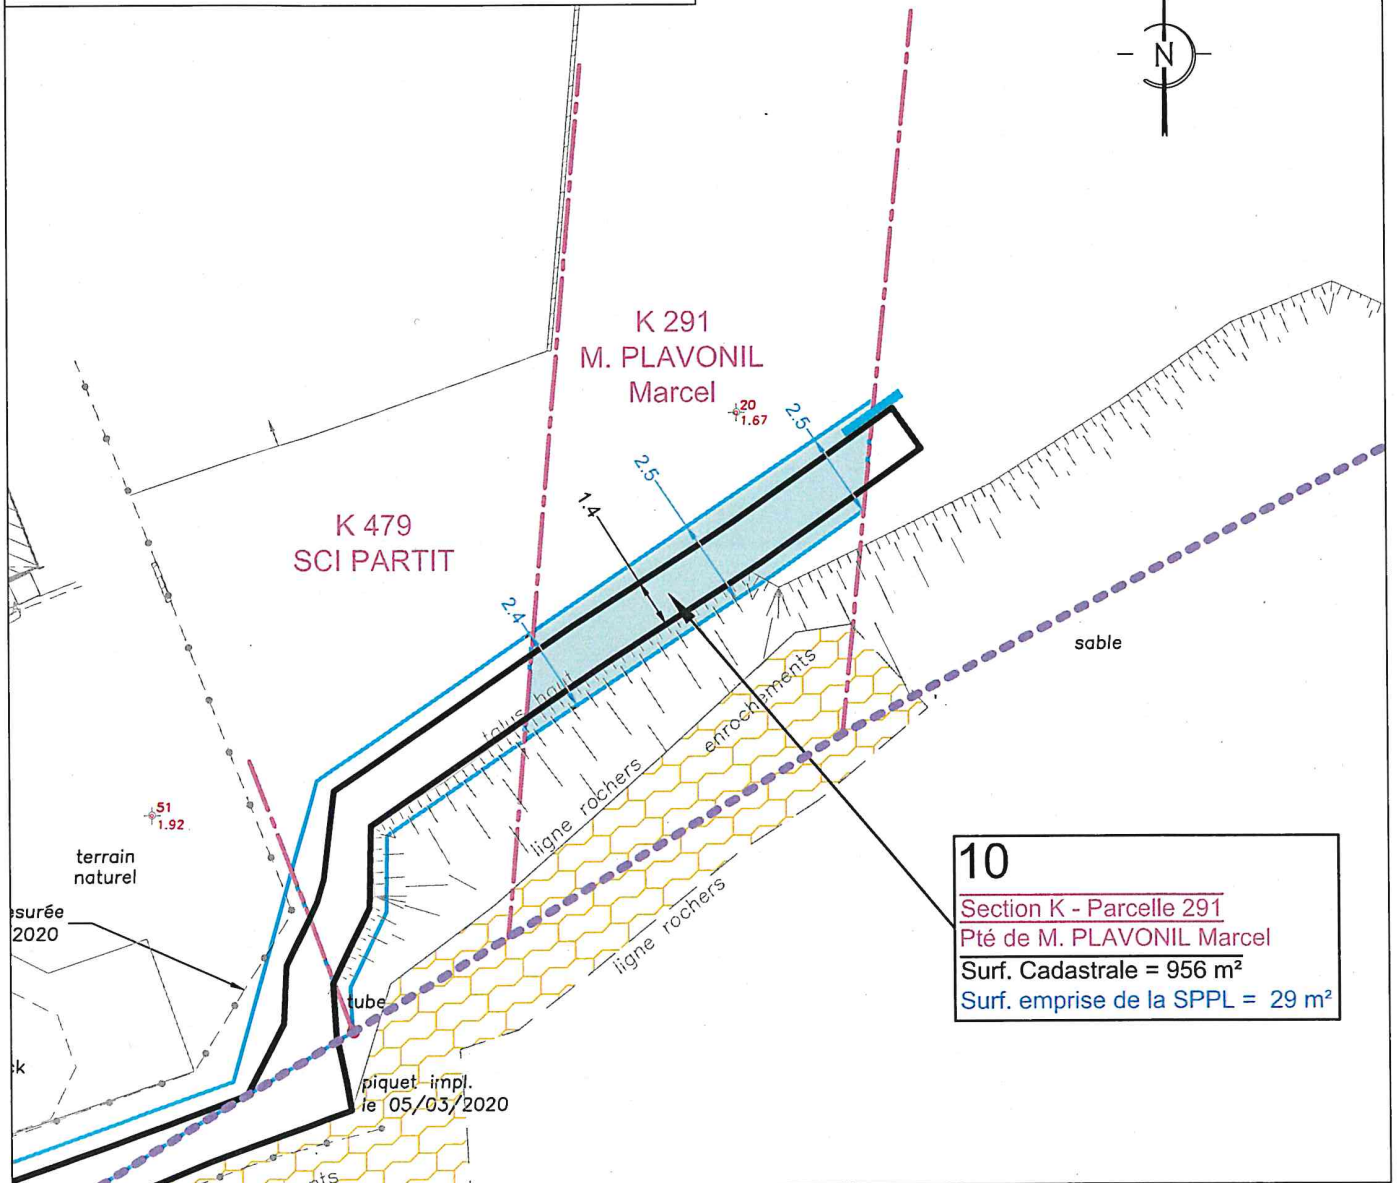 N
K 291
M. PLAVONIL
Marcel
20
1.67
2.5
2.5
1.4
K 479
SCI PARTIT
2.4
talus haut
sable
enrochements
ligne rochers
ligne rochers
51
1.92
terrain
naturel
2020
tube
piquet impl.
le 05/03/2020
10
Section K - Parcelle 291
Pté de M. PLAVONIL Marcel
Surf. Cadastrale = 956 m²
Surf. emprise de la SPPL = 29 m²